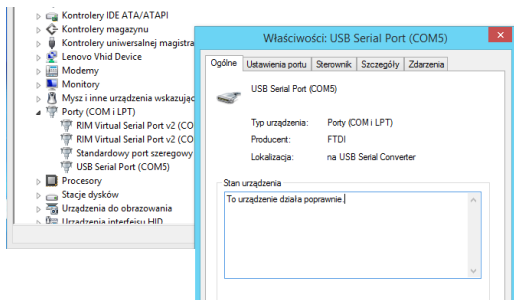 Kontrolery IDE ATA/ATAPI
Kontrolery magazynu
Kontrolery uniwersalnej magistra
Lenovo Vhid Device
Modemy
Monitory
Mysz i inne urządzenia wskazując
Porty (COM i LPT)
RIM Virtual Serial Port v2 (CO
RIM Virtual Serial Port v2 (CO
Standardowy port szeregowy
USB Serial Port (COM5)
Procesory
Stacje dysków
Urządzenia do obrazowania
Urządzenia interfejsu HID
Właściwości: USB Serial Port (COM5)
Ogólne Ustawienia portu Sterownik Szczegóły Zdarzenia
USB Serial Port (COM5)
Typ urządzenia: Porty (COM i LPT)
Producent: FTDI
Lokalizacja: na USB Serial Converter
Stan urządzenia
To urządzenie działa poprawnie.